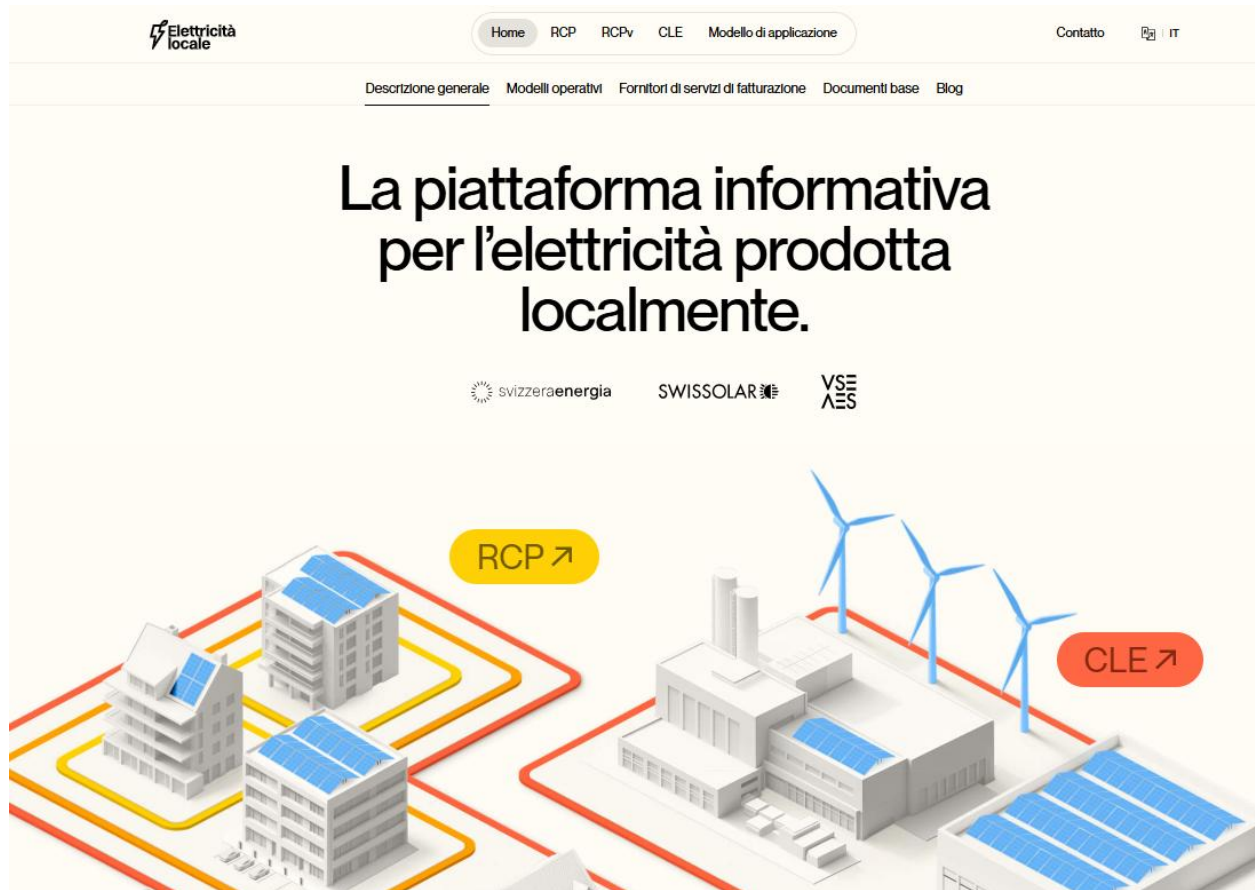 Elettricità
locale
Home RCP RCPv CLE Modello di applicazione
Contatto
IT
Descrizione generale Modelli operativi Fornitori di servizi di fatturazione Documenti base Blog
La piattaforma informativa
per l’elettricità prodotta
localmente.
svizzeraenergia SWISSOLAR VSE
AES
RCP
CLE